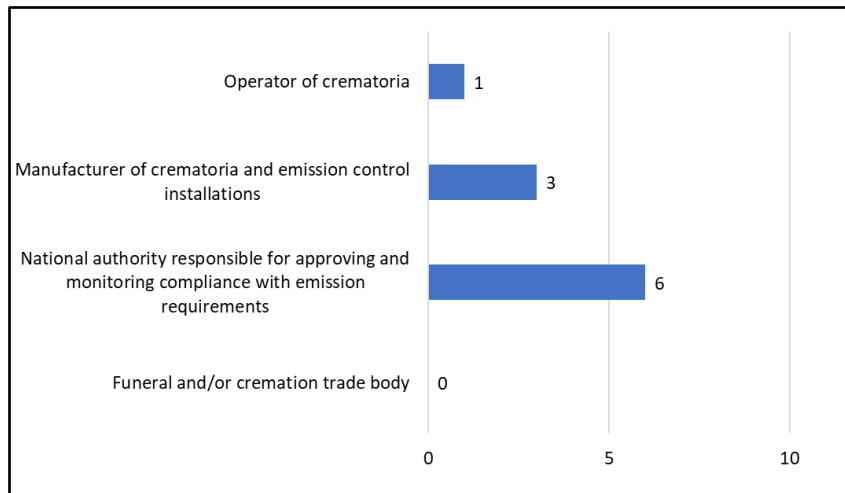 Operator of crematoria
1
Manufacturer of crematoria and emission control
installations
3
National authority responsible for approving and
monitoring compliance with emission
requirements
6
Funeral and/or cremation trade body
0
0 5 10